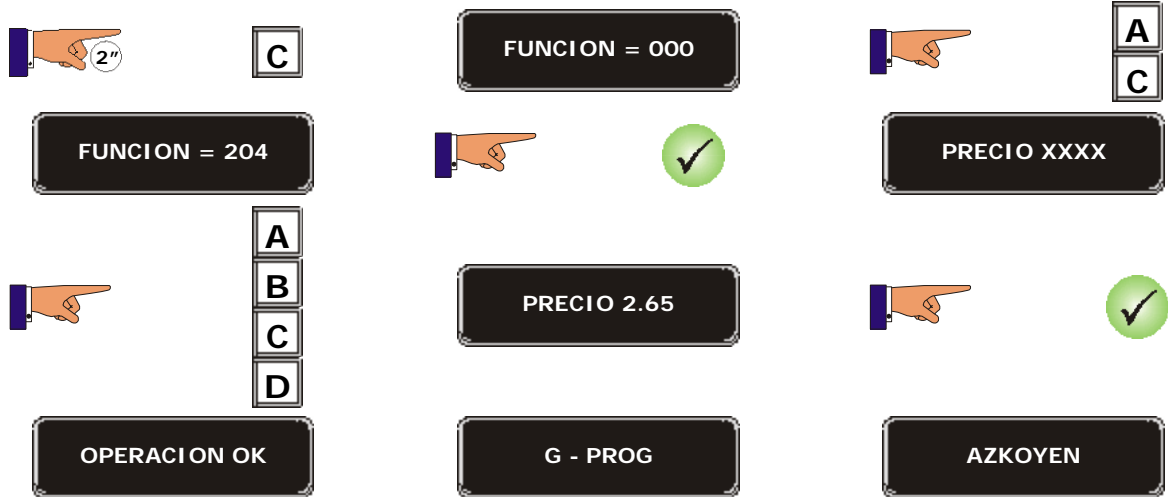 2"
C
FUNCION = 000
A
C
FUNCION = 204
PRECIO XXXX
A
B
C
D
PRECIO 2.65
OPERACION OK
G - PROG
AZKOYEN